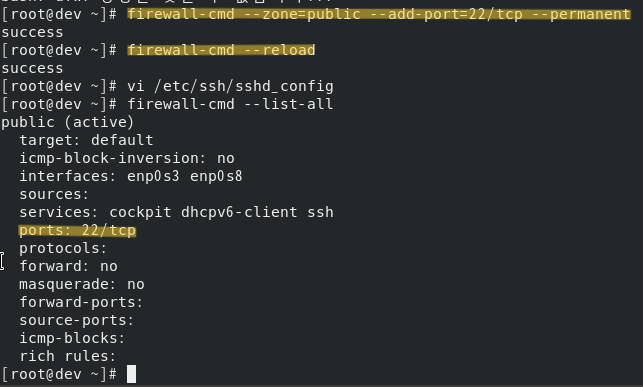 [root@dev ~]# firewall-cmd --zone=public --add-port=22/tcp --permanent
success
[root@dev ~]# firewall-cmd --reload
success
[root@dev ~]# vi /etc/ssh/sshd_config
[root@dev ~]# firewall-cmd --list-all
public (active)
  target: default
  icmp-block-inversion: no
  interfaces: enp0s3 enp0s8
  sources:
  services: cockpit dhcpv6-client ssh
  ports: 22/tcp
  protocols:
  forward: no
  masquerade: no
  forward-ports:
  source-ports:
  icmp-blocks:
  rich rules:
[root@dev ~]#